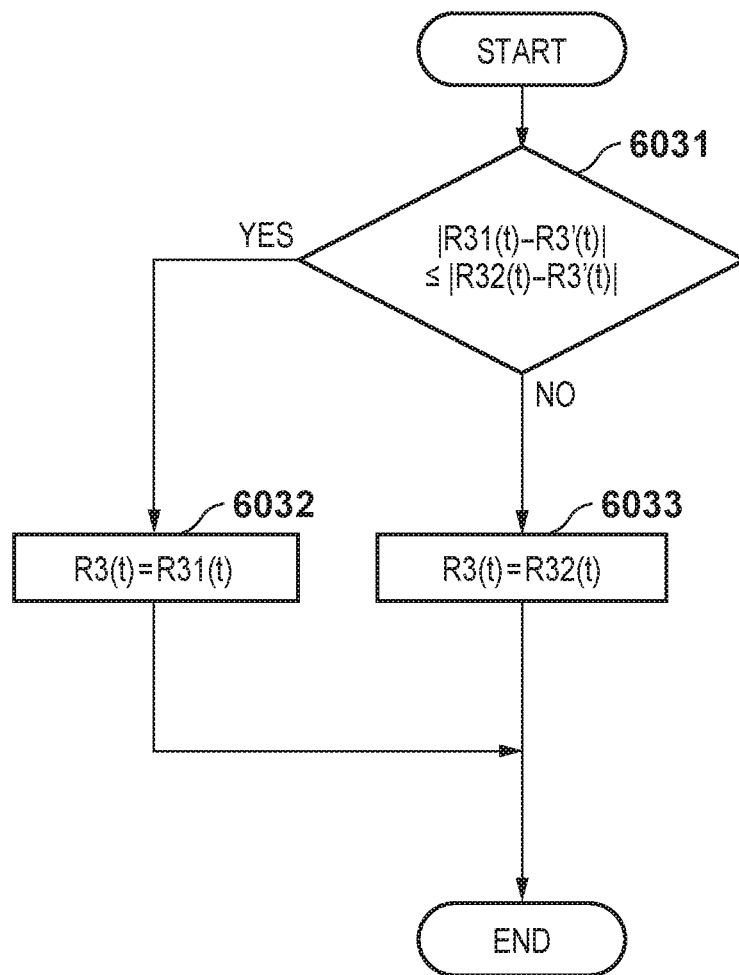 START
6031
YES
|R31(t)–R3'(t)|
≤ |R32(t)–R3'(t)|
NO
6032
6033
R3(t)=R31(t)
R3(t)=R32(t)
END